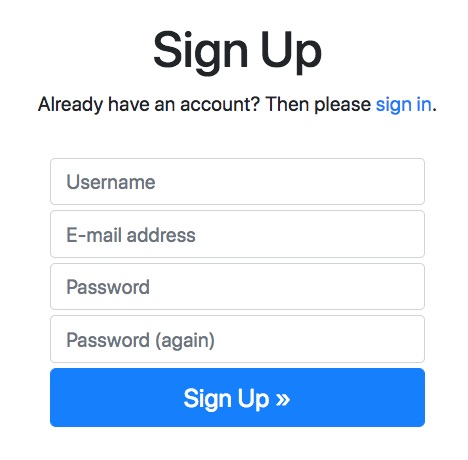 Sign Up
Already have an account? Then please sign in.
Username
E-mail address
Password
Password (again)
Sign Up »